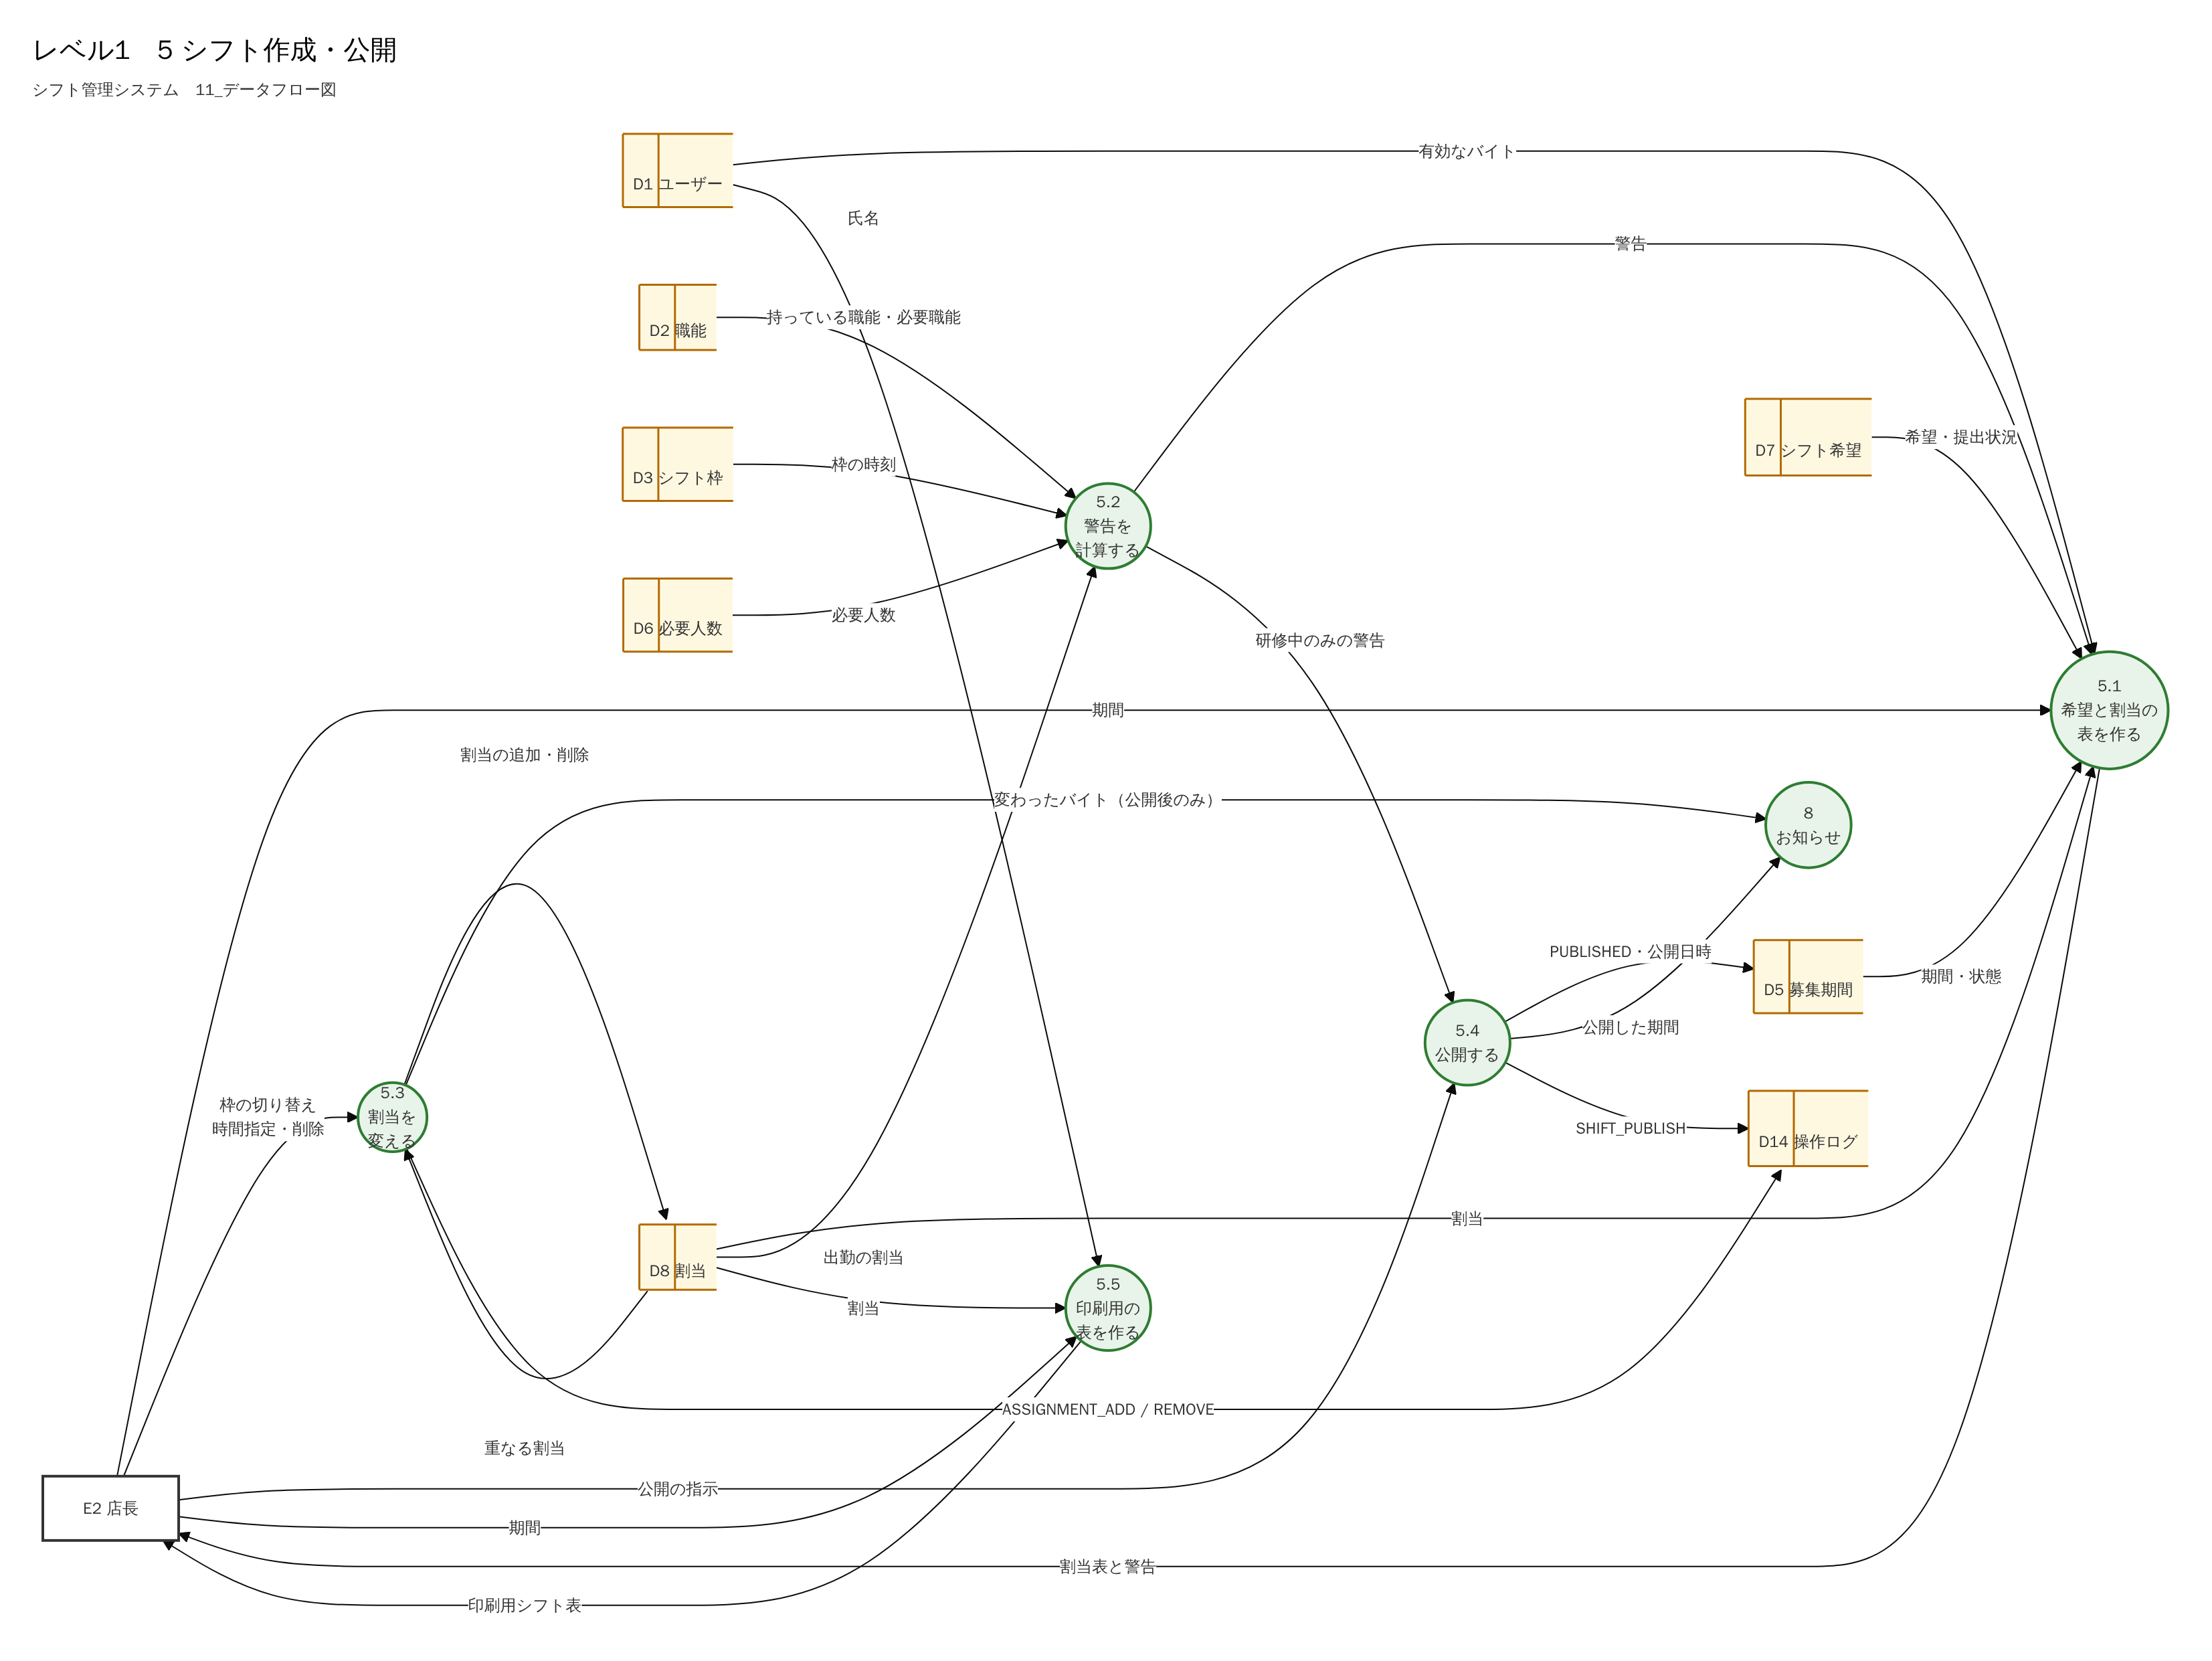 レベル1　5 シフト作成・公開
シフト管理システム　11_データフロー図
有効なバイト
D1 ユーザー
氏名
警告
持っている職能・必要職能
D2 職能
D7 シフト希望
希望・提出状況
D3 シフト枠
枠の時刻
5.2
警告を
計算する
D6 必要人数
必要人数
研修中のみの警告
5.1
希望と割当の
表を作る
期間
割当の追加・削除
変わったバイト（公開後のみ）
8
お知らせ
PUBLISHED・公開日時
D5 募集期間
期間・状態
公開した期間
5.4
公開する
5.3
割当を
変える
枠の切り替え
時間指定・削除
SHIFT_PUBLISH
D14 操作ログ
割当
出勤の割当
D8 割当
割当
5.5
印刷用の
表を作る
ASSIGNMENT_ADD / REMOVE
重なる割当
公開の指示
E2 店長
期間
割当表と警告
印刷用シフト表